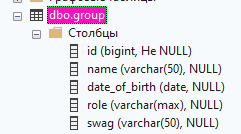 dbo.group
Столбцы
id (bigint, Не NULL)
name (varchar(50), NULL)
date_of_birth (date, NULL)
role (varchar(max), NULL)
swag (varchar(50), NULL)